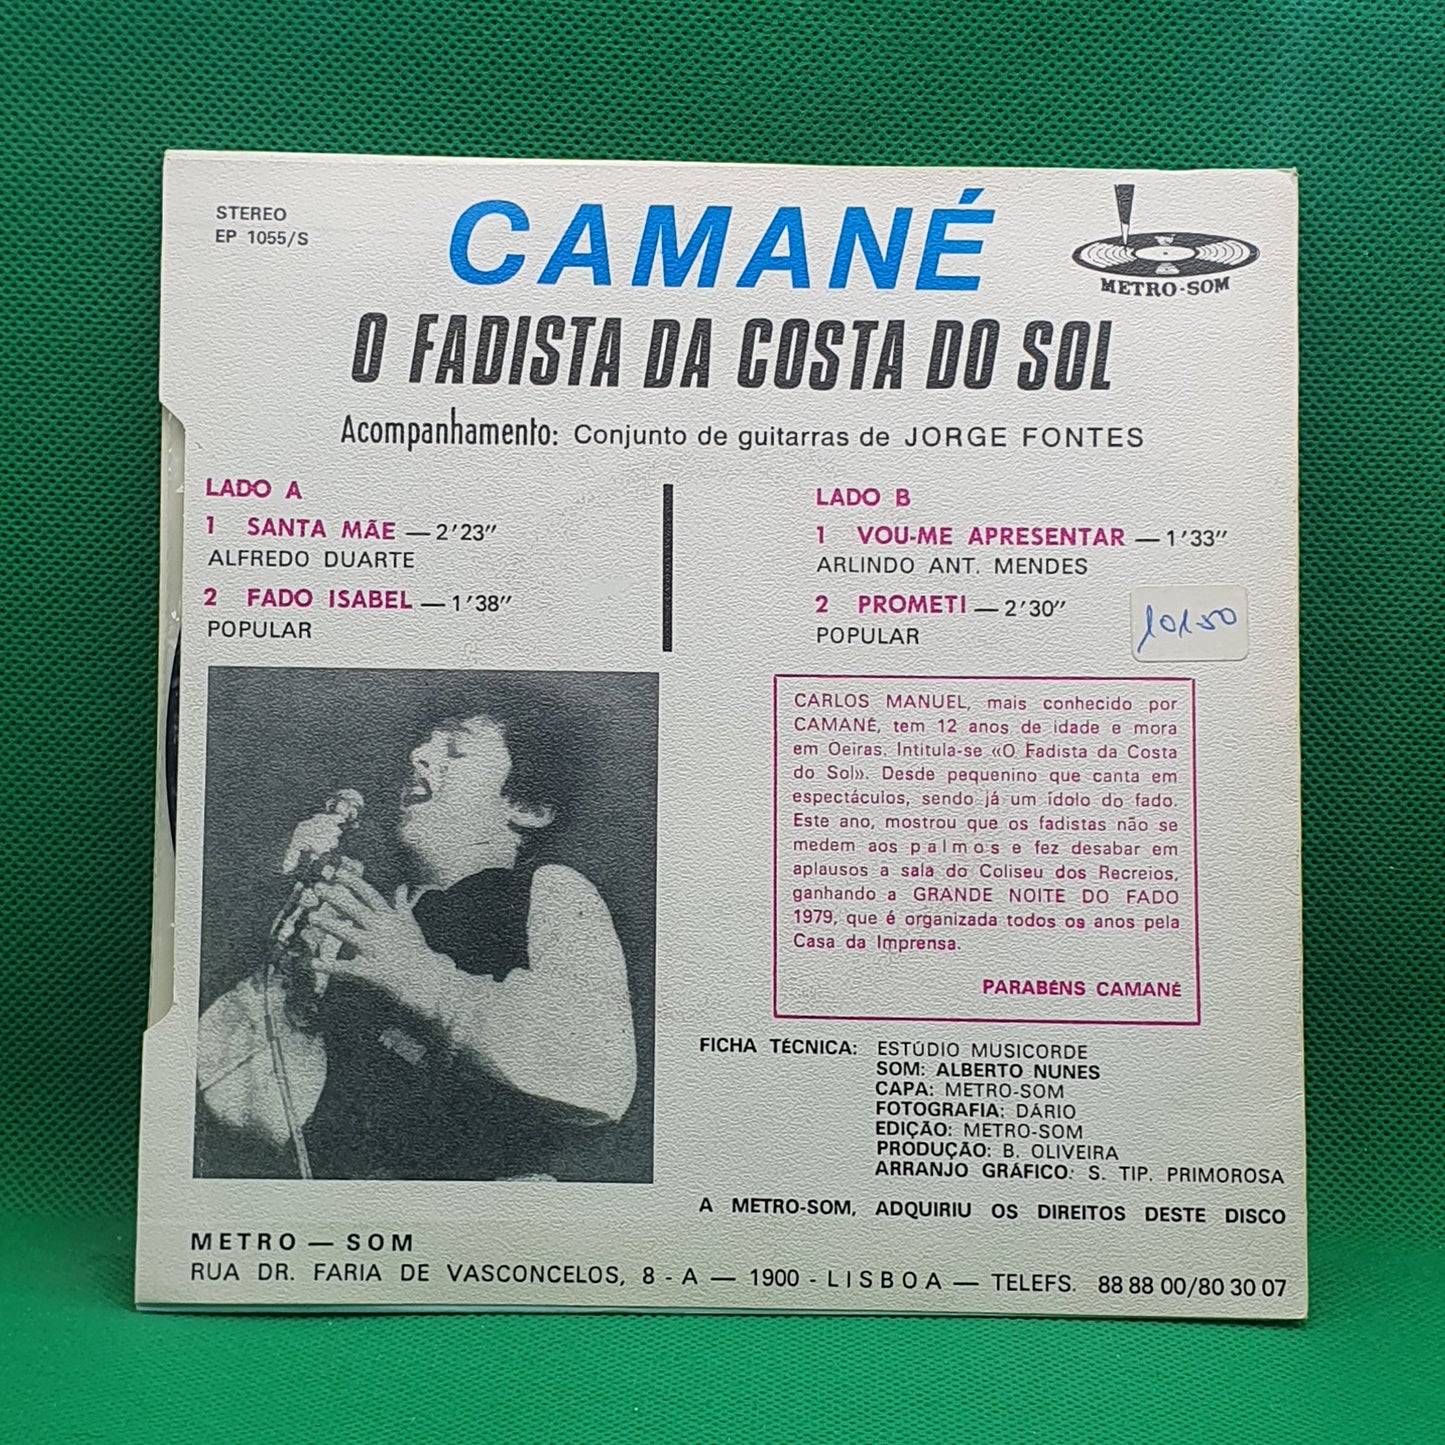 STEREO
EP 1055/S
CAMANÉ
METRO-SOM
O FADISTA DA COSTA DO SOL
Acompanhamento: Conjunto de guitarras de JORGE FONTES
LADO A
1 SANTA MÃE — 2'23"
ALFREDO DUARTE
2 FADO ISABEL — 1'38"
POPULAR
LADO B
1 VOU-ME APRESENTAR — 1'33"
ARLINDO ANT. MENDES
2 PROMETI — 2'30"
POPULAR
CARLOS MANUEL, mais conhecido por
CAMANÉ, tem 12 anos de idade e mora
em Oeiras. Intitula-se «O Fadista da Costa
do Sol». Desde pequenino que canta em
espectáculos, sendo já um ídolo do fado.
Este ano, mostrou que os fadistas não se
medem aos palmos e fez desabar em
aplausos a sala do Coliseu dos Recreios,
ganhando a GRANDE NOITE DO FADO
1979, que é organizada todos os anos pela
Casa da Imprensa.
PARABÉNS CAMANÉ
FICHA TÉCNICA: ESTÚDIO MUSICORDE
SOM: ALBERTO NUNES
CAPA: METRO-SOM
FOTOGRAFIA: DÁRIO
EDIÇÃO: METRO-SOM
PRODUÇÃO: B. OLIVEIRA
ARRANJO GRÁFICO: S. TIP. PRIMOROSA
A METRO-SOM, ADQUIRIU OS DIREITOS DESTE DISCO
METRO — SOM
RUA DR. FARIA DE VASCONCELOS, 8 - A — 1900 - LISBOA — TELEFS. 88 88 00/80 30 07